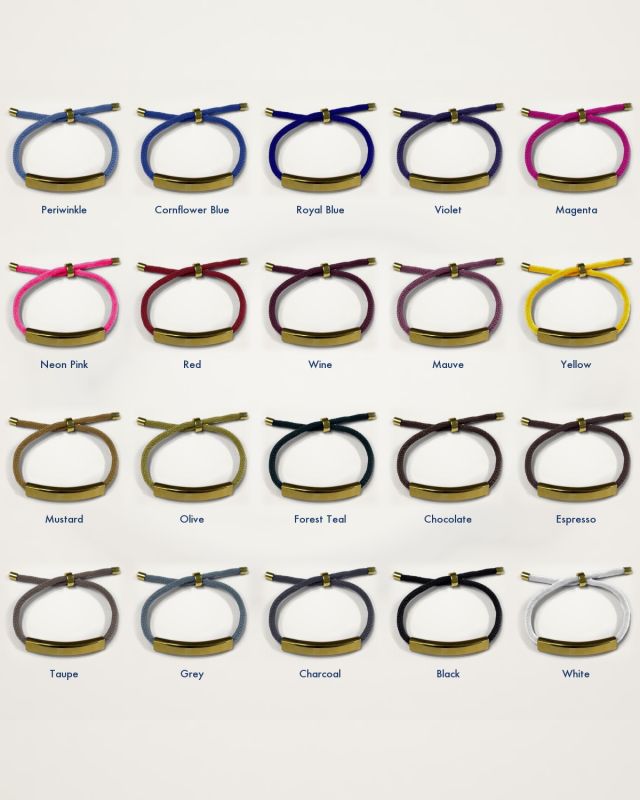 Periwinkle
Cornflower Blue
Royal Blue
Violet
Magenta
Neon Pink
Red
Wine
Mauve
Yellow
Mustard
Olive
Forest Teal
Chocolate
Espresso
Taupe
Grey
Charcoal
Black
White